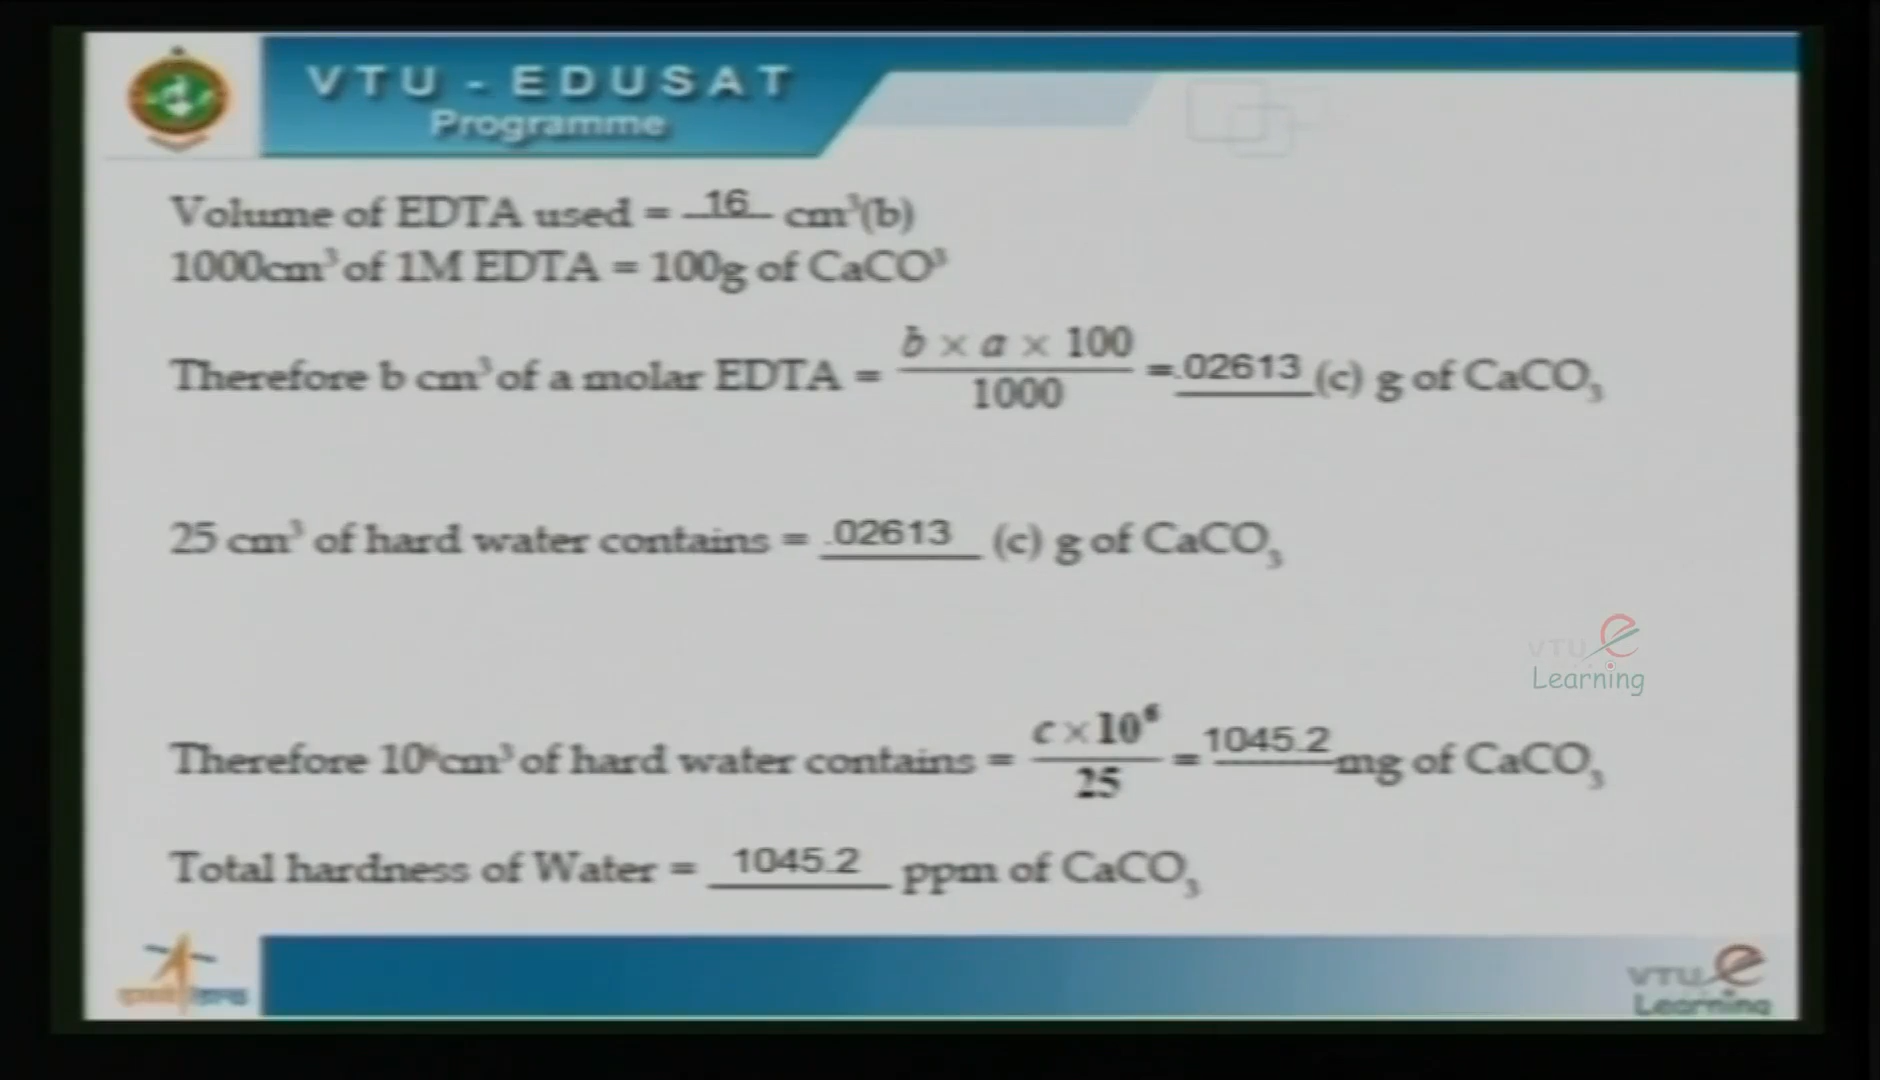 VTU - EDUSAT
Programme
Volume of EDTA used = 16 cm³(b)
1000cm³ of 1M EDTA = 100g of CaCO³
Therefore b cm³ of a molar EDTA = b × a × 100 / 1000 = .02613 (c) g of CaCO₃
25 cm³ of hard water contains = .02613 (c) g of CaCO₃
VTU e
Learning
Therefore 10⁶cm³ of hard water contains = c × 10⁶ / 25 = 1045.2 mg of CaCO₃
Total hardness of Water = 1045.2 ppm of CaCO₃
VTU e
Learning